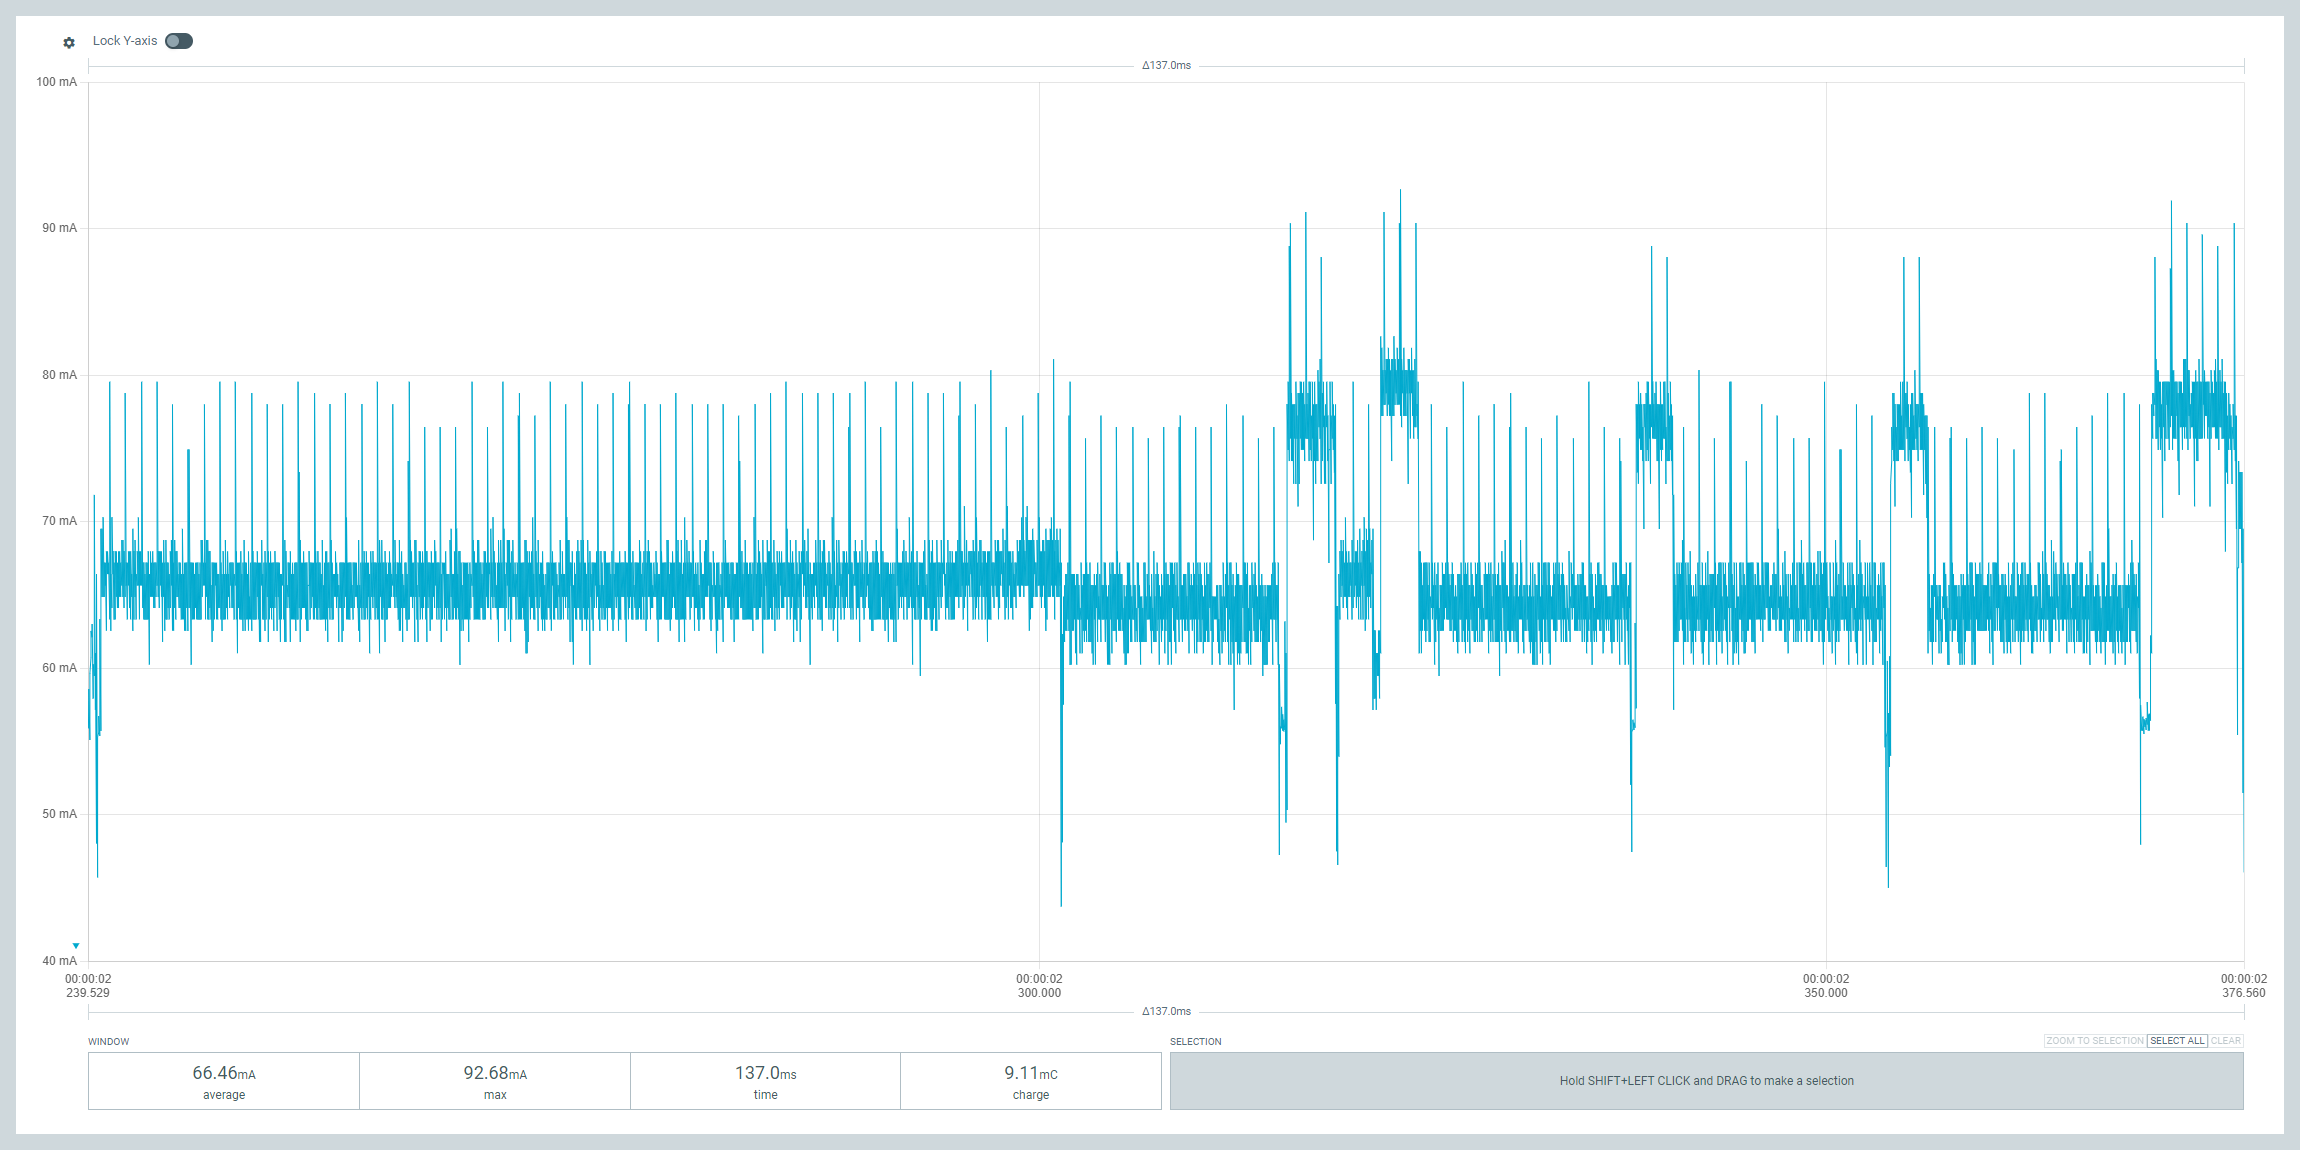 Lock Y-axis
Δ137.0ms
100 mA
90 mA
80 mA
70 mA
60 mA
50 mA
40 mA
00:00:02 00:00:02 00:00:02 00:00:02
239.529 300.000 350.000 376.560
Δ137.0ms
WINDOW
66.46mA 92.68mA 137.0ms 9.11mC
average max time charge
SELECTION ZOOM TO SELECTION SELECT ALL CLEAR
Hold SHIFT+LEFT CLICK and DRAG to make a selection